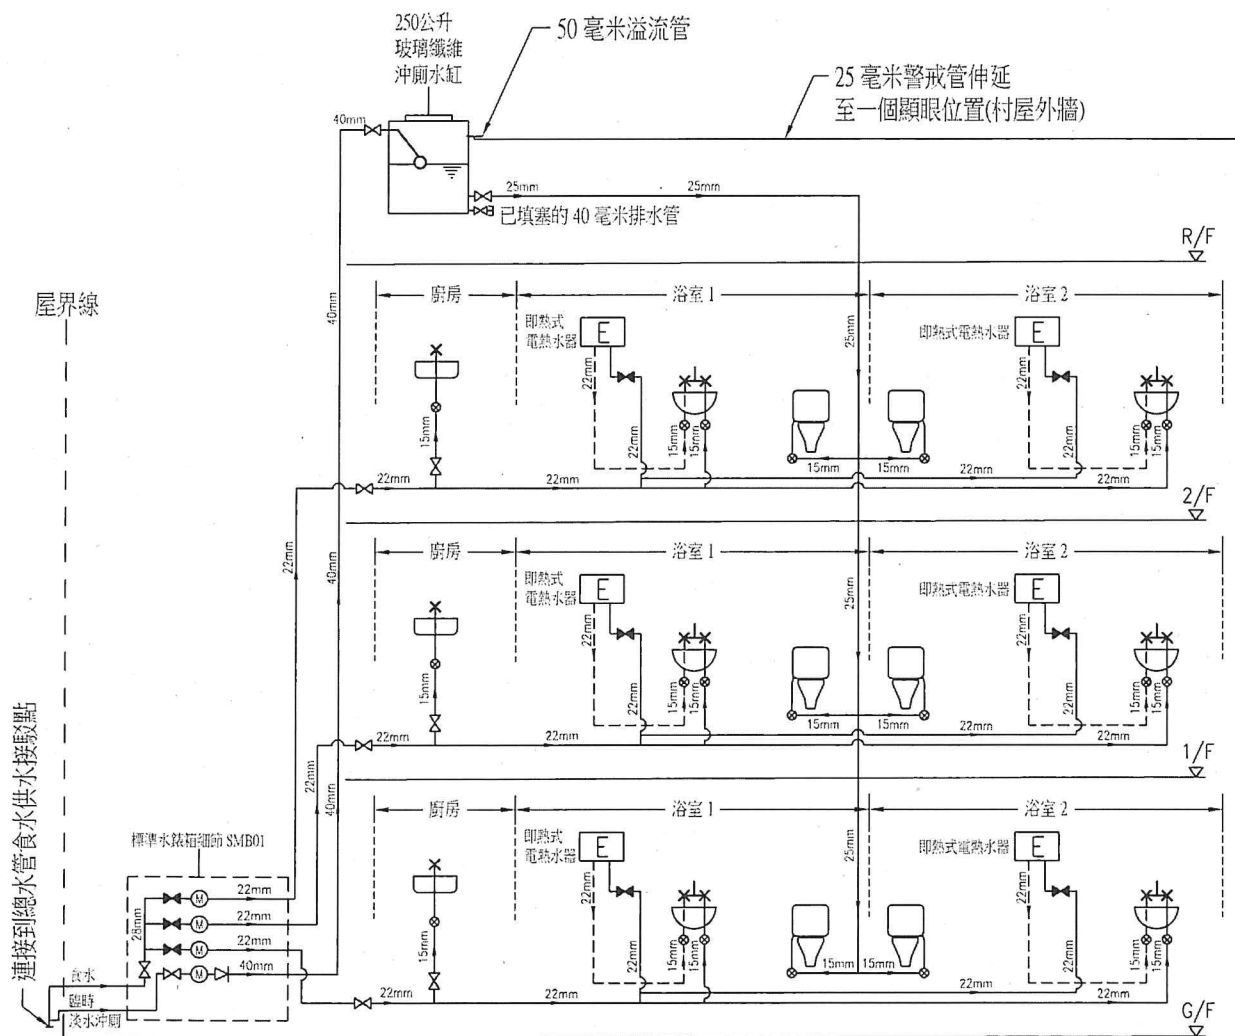 250公升
玻璃纖維
沖廁水缸
50 毫米溢流管
25 毫米警戒管伸延
至一個顯眼位置(村屋外牆)
40mm
25mm
25mm
已填塞的 40 毫米排水管
R/F
屋界線
廚房
浴室 1
浴室 2
40mm
即熱式
電熱水器
E
22mm
25mm
即熱式電熱水器
E
22mm
15mm
22mm
15mm
15mm
15mm
15mm
22mm
15mm
15mm
22mm
22mm
22mm
22mm
22mm
2/F
22mm
40mm
廚房
浴室 1
浴室 2
即熱式
電熱水器
E
22mm
25mm
即熱式電熱水器
E
22mm
15mm
22mm
15mm
15mm
15mm
15mm
22mm
15mm
15mm
22mm
22mm
22mm
22mm
22mm
1/F
22mm
40mm
廚房
浴室 1
浴室 2
標準水錶箱細節 SMB01
即熱式
電熱水器
E
22mm
25mm
即熱式電熱水器
E
22mm
連接到總水管食水供水接駁點
28mm
M
22mm
M
22mm
M
22mm
M
40mm
食水
臨時
淡水沖廁
15mm
22mm
15mm
15mm
15mm
15mm
22mm
15mm
15mm
22mm
22mm
22mm
22mm
22mm
G/F